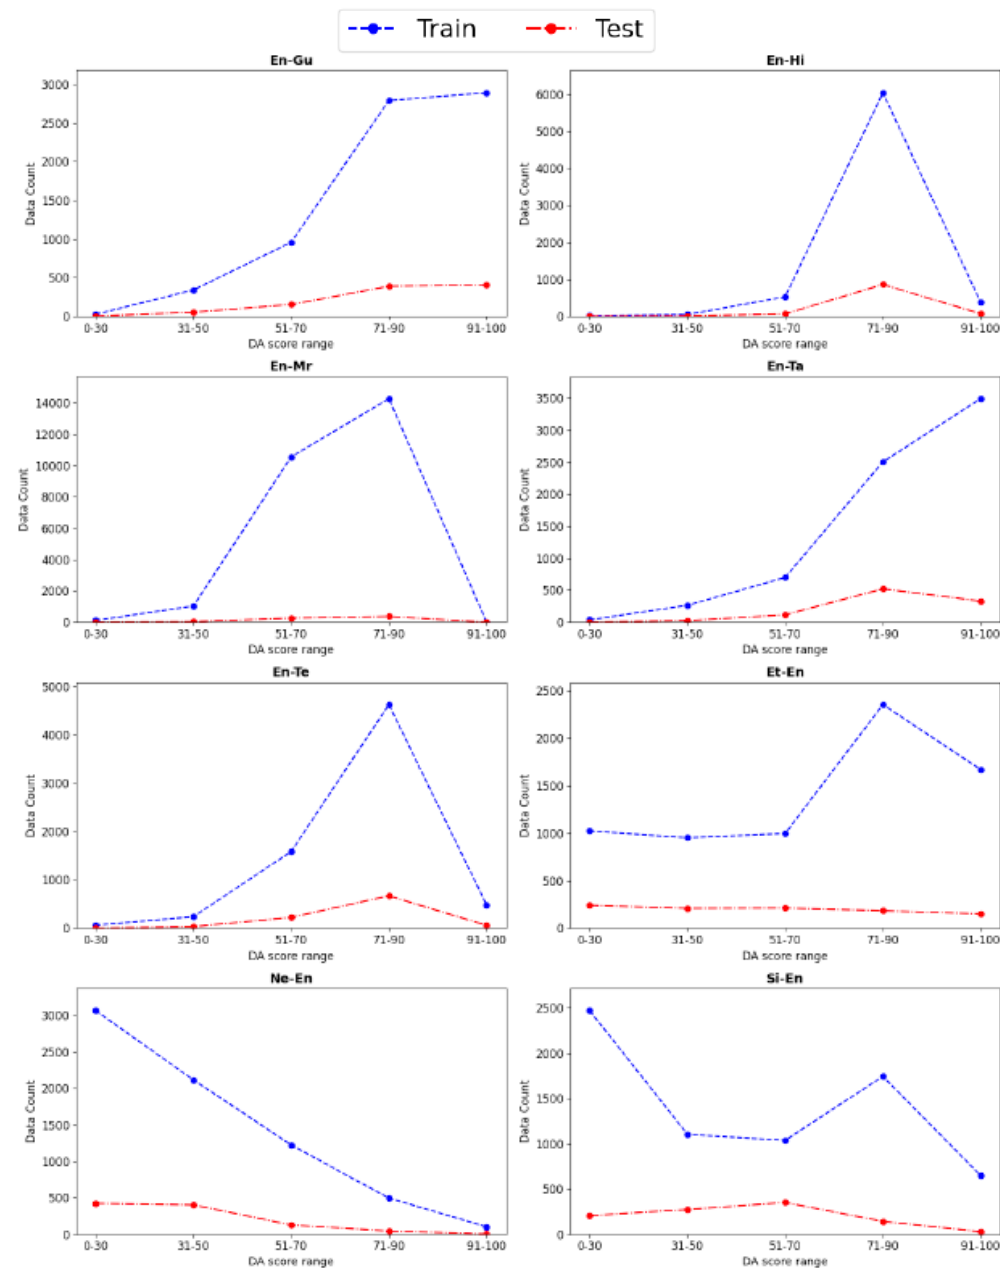 Train Test
En-Gu
3000
2500
2000
1500
1000
500
0
Data Count
0-30 31-50 51-70 71-90 91-100
DA score range
En-Hi
6000
5000
4000
3000
2000
1000
0
Data Count
0-30 31-50 51-70 71-90 91-100
DA score range
En-Mr
14000
12000
10000
8000
6000
4000
2000
0
Data Count
0-30 31-50 51-70 71-90 91-100
DA score range
En-Ta
3500
3000
2500
2000
1500
1000
500
0
Data Count
0-30 31-50 51-70 71-90 91-100
DA score range
En-Te
5000
4000
3000
2000
1000
0
Data Count
0-30 31-50 51-70 71-90 91-100
DA score range
Et-En
2500
2000
1500
1000
500
0
Data Count
0-30 31-50 51-70 71-90 91-100
DA score range
Ne-En
3000
2500
2000
1500
1000
500
0
Data Count
0-30 31-50 51-70 71-90 91-100
DA score range
Si-En
2500
2000
1500
1000
500
0
Data Count
0-30 31-50 51-70 71-90 91-100
DA score range